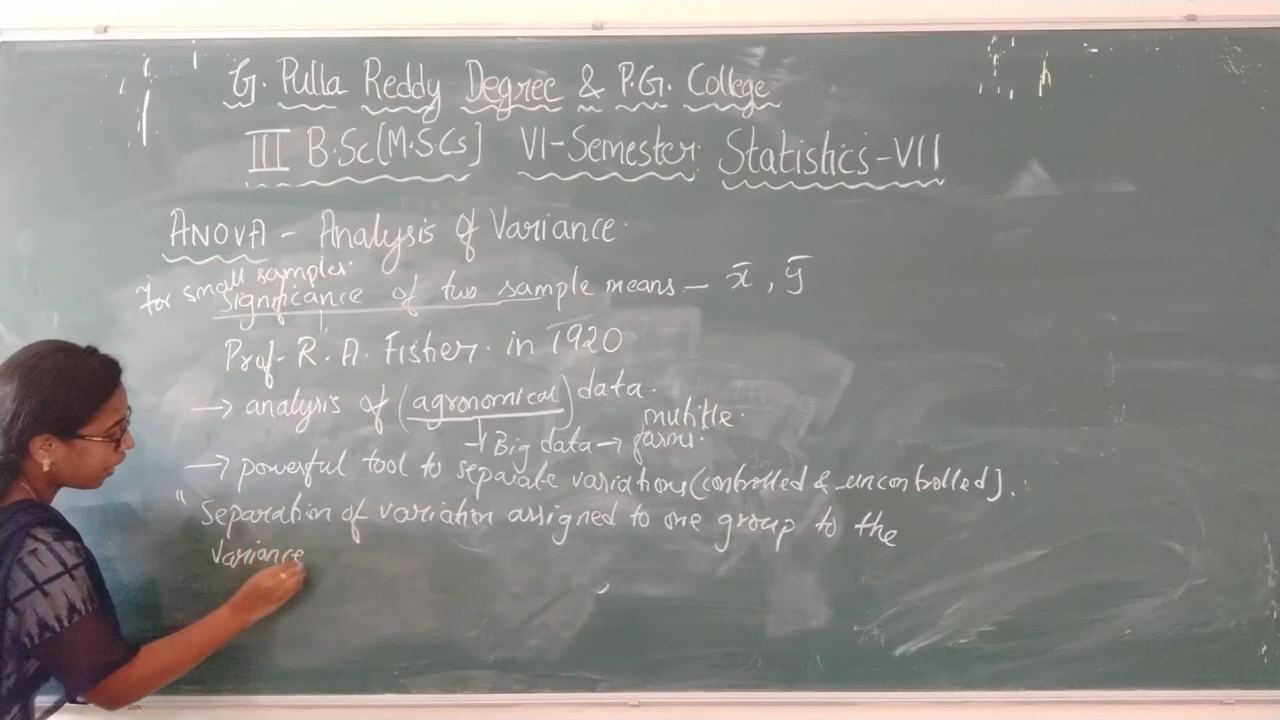 G. Pulla Reddy Degree & P.G. College
III B.Sc[M.SCs] VI-Semester Statistics-VII
ANOVA - Analysis of Variance.
For small samples.
significance of two sample means - x̄, ȳ
Prof. R. A. Fisher. in 1920
→ analysis of (agronomical) data.
mutitle.
↓ Big data → farms.
→ powerful tool to separate variations (controlled & uncontrolled].
" Separation of variation assigned to one group to the
variance